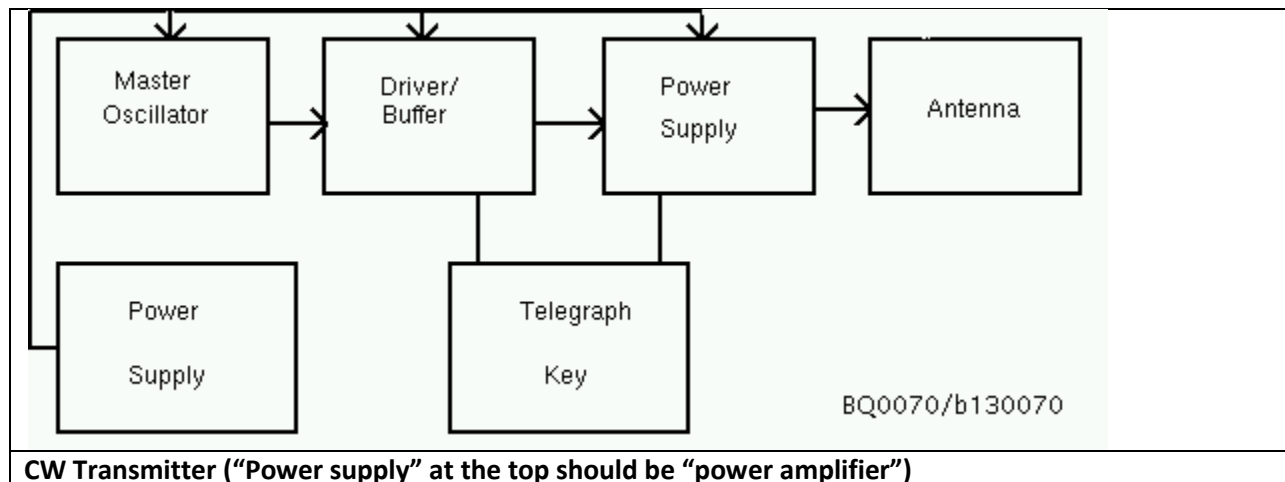 Master
Oscillator
Driver/
Buffer
Power
Supply
Antenna
Power
Supply
Telegraph
Key
BQ0070/b130070
CW Transmitter (“Power supply” at the top should be “power amplifier”)